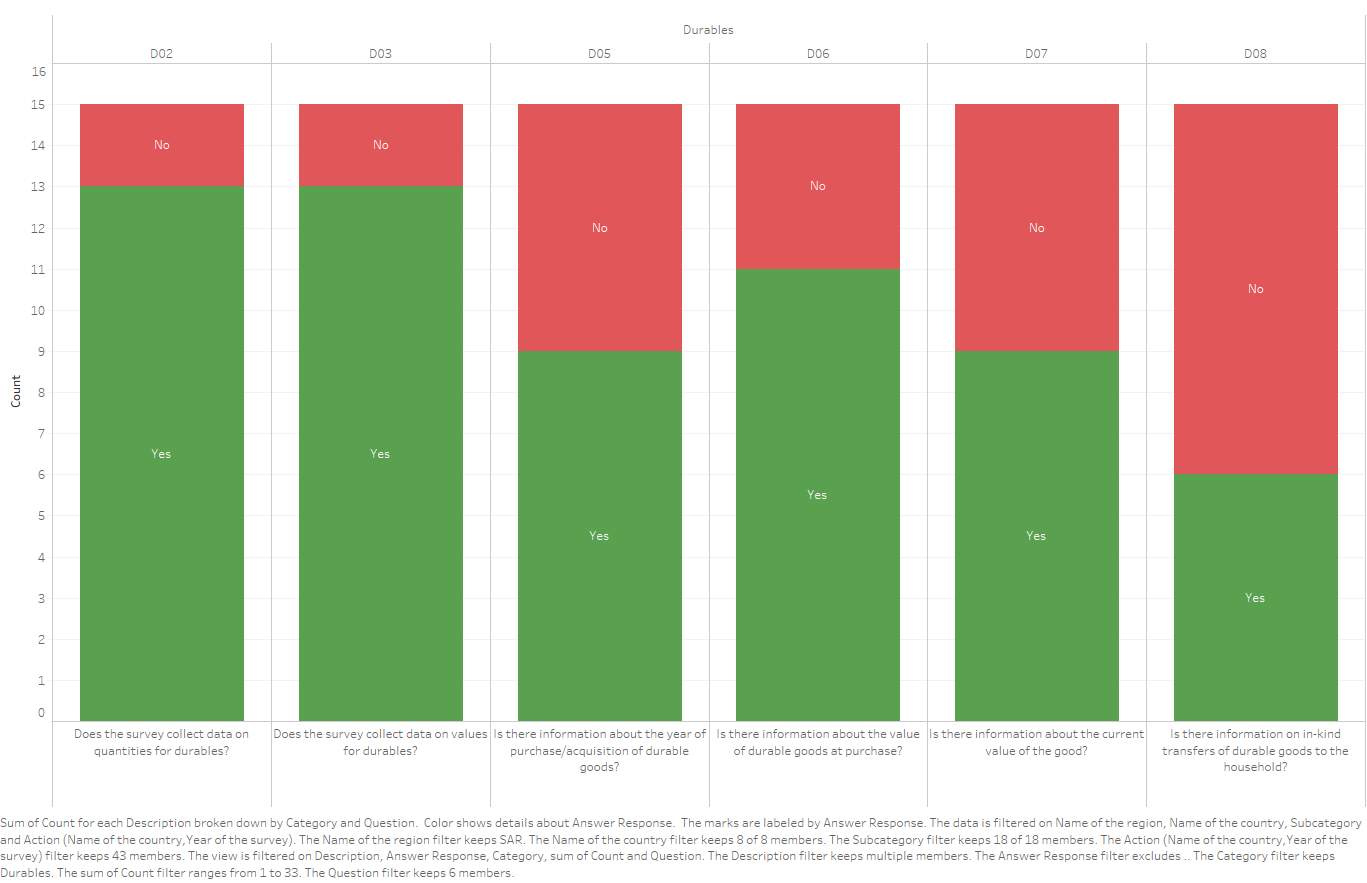 Durables
D02 D03 D05 D06 D07 D08
16
15
14
13
12
11
10
9
8
7
6
5
4
3
2
1
0
Count
No
No
No
No
No
No
Yes
Yes
Yes
Yes
Yes
Yes
Does the survey collect data on
quantities for durables?
Does the survey collect data on values
for durables?
Is there information about the year of
purchase/acquisition of durable
goods?
Is there information about the value
of durable goods at purchase?
Is there information about the current
value of the good?
Is there information on in-kind
transfers of durable goods to the
household?
Sum of Count for each Description broken down by Category and Question.  Color shows details about Answer Response.  The marks are labeled by Answer Response. The data is filtered on Name of the region, Name of the country, Subcategory
and Action (Name of the country,Year of the survey). The Name of the region filter keeps SAR. The Name of the country filter keeps 8 of 8 members. The Subcategory filter keeps 18 of 18 members. The Action (Name of the country,Year of the
survey) filter keeps 43 members. The view is filtered on Description, Answer Response, Category, sum of Count and Question. The Description filter keeps multiple members. The Answer Response filter excludes .. The Category filter keeps
Durables. The sum of Count filter ranges from 1 to 33. The Question filter keeps 6 members.